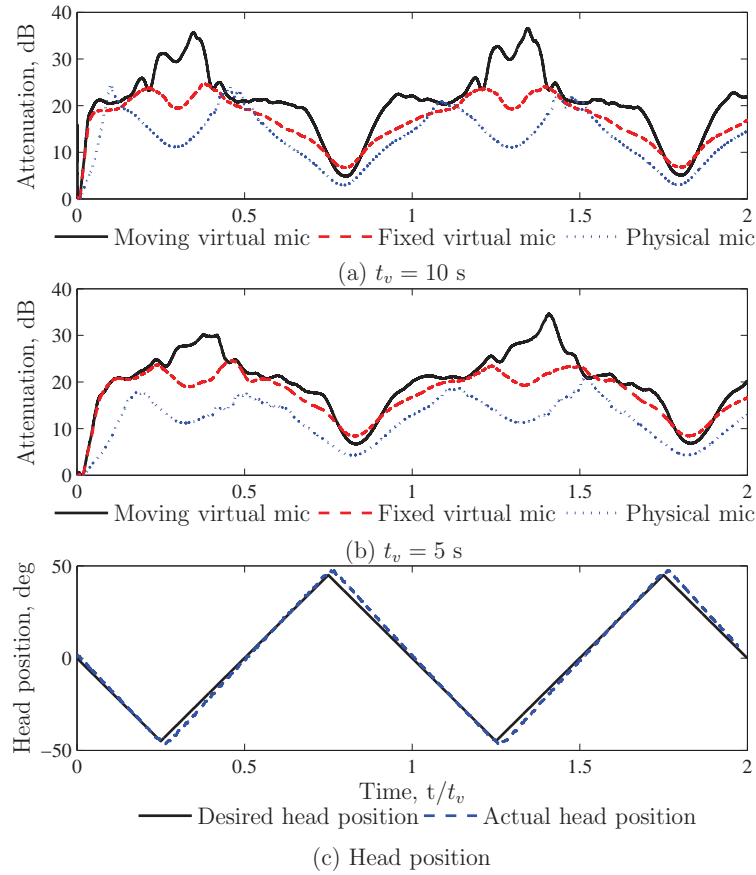 40
30
20
10
0
Attenuation, dB
0 0.5 1 1.5 2
Moving virtual mic Fixed virtual mic Physical mic
(a) t_v = 10 s
40
30
20
10
0
Attenuation, dB
0 0.5 1 1.5 2
Moving virtual mic Fixed virtual mic Physical mic
(b) t_v = 5 s
50
0
−50
Head position, deg
0 0.5 1 1.5 2
Time, t/t_v
Desired head position Actual head position
(c) Head position